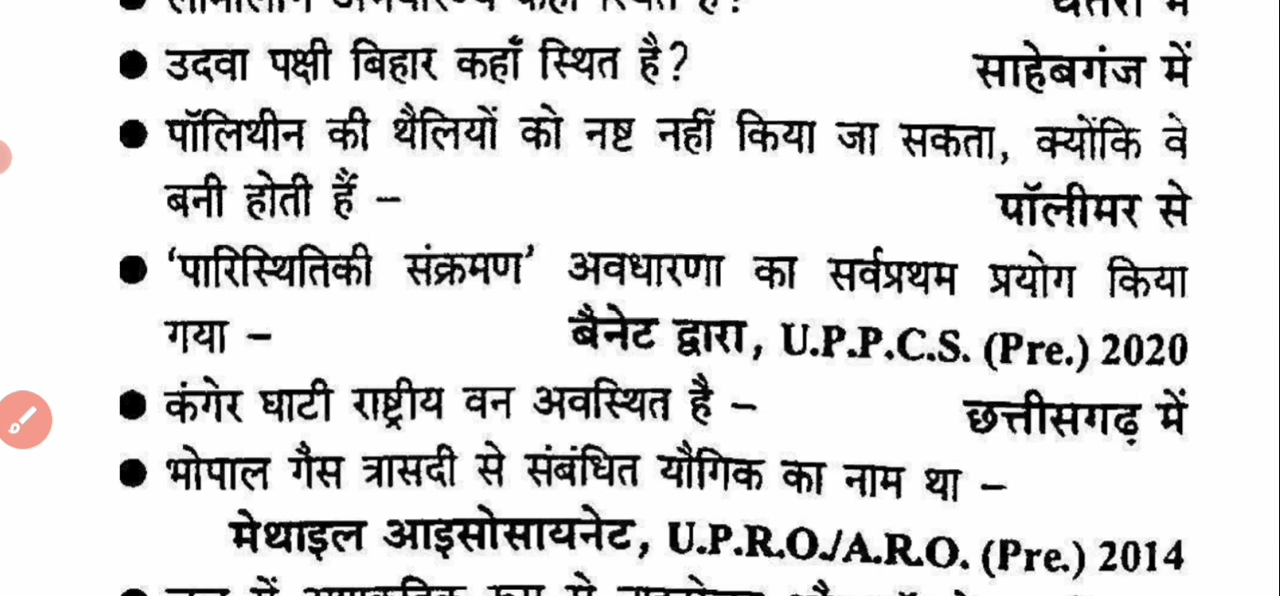 उदवा पक्षी बिहार कहाँ स्थित है? साहेबगंज में
पॉलिथीन की थैलियों को नष्ट नहीं किया जा सकता, क्योंकि वे
बनी होती हैं – पॉलीमर से
‘पारिस्थितिकी संक्रमण’ अवधारणा का सर्वप्रथम प्रयोग किया
गया – बैनेट द्वारा, U.P.P.C.S. (Pre.) 2020
कंगेर घाटी राष्ट्रीय वन अवस्थित है – छत्तीसगढ़ में
भोपाल गैस त्रासदी से संबंधित यौगिक का नाम था –
मेथाइल आइसोसायनेट, U.P.R.O./A.R.O. (Pre.) 2014